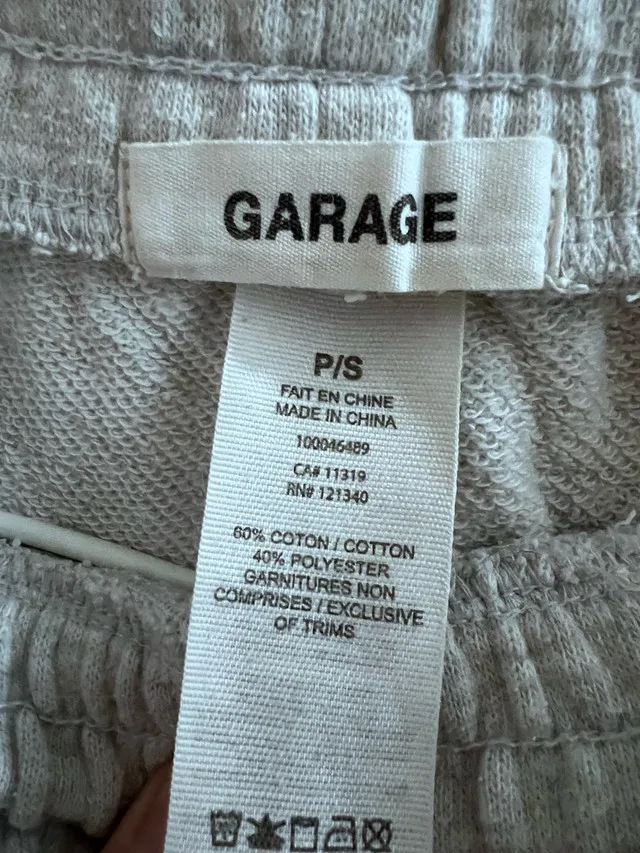 GARAGE
P/S
FAIT EN CHINE
MADE IN CHINA
100046489
CA# 11319
RN# 121340
60% COTON / COTTON
40% POLYESTER
GARNITURES NON
COMPRISES / EXCLUSIVE
OF TRIMS